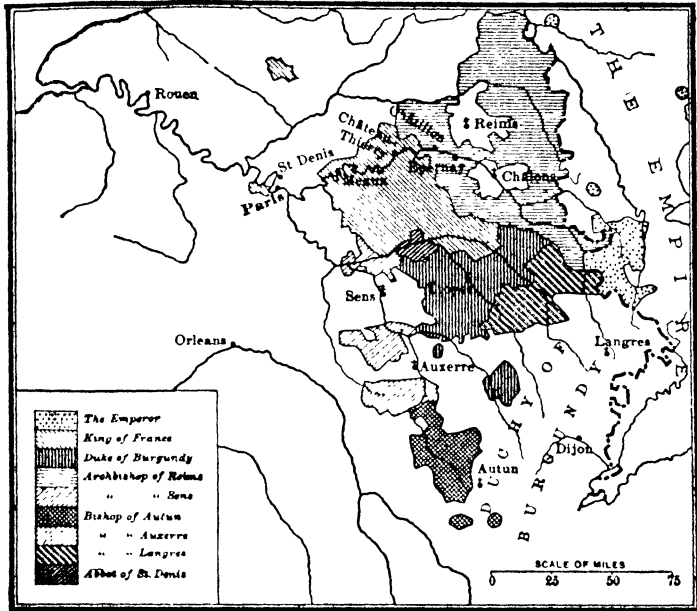 THE EMPIRE
Rouen
Reims
Chatillon
Château
Thierry
St Denis
Epernay
Chalons
Paris
Meaux
Sens
Orleans
Langres
Auxerre
DUCHY OF
BURGUNDY
Dijon
Autun
The Emperor
King of France
Duke of Burgundy
Archbishop of Reims
“ “ Sens
Bishop of Autun
“ “ Auxerre
“ “ Langres
Abbot of St. Denis
SCALE OF MILES
0 25 50 75